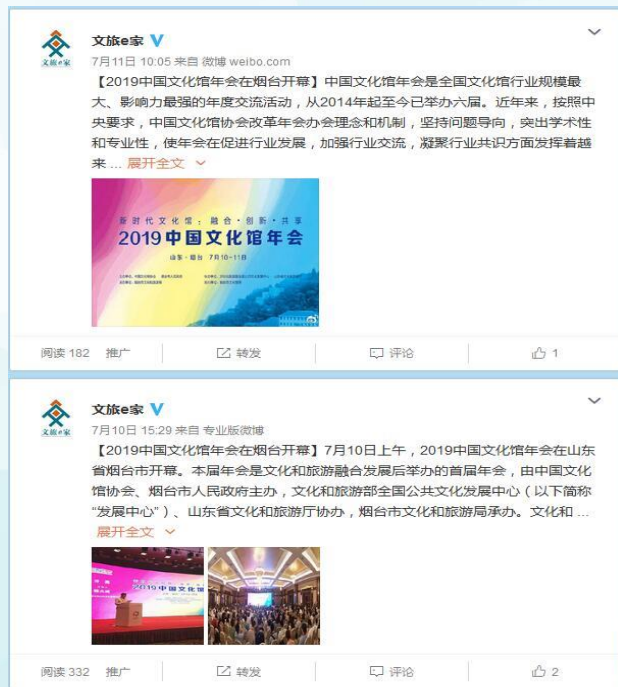 文旅e家
文旅e家
7月11日 10:05 来自 微博 weibo.com
【2019中国文化馆年会在烟台开幕】中国文化馆年会是全国文化馆行业规模最
大、影响力最强的年度交流活动，从2014年起至今已举办六届。近年来，按照中
央要求，中国文化馆协会改革年会办会理念和机制，坚持问题导向，突出学术性
和专业性，使年会在促进行业发展，加强行业交流，凝聚行业共识方面发挥着越
来 ... 展开全文
新时代文化馆：融合·创新·共享
2019中国文化馆年会
山东·烟台 7月10-11日
阅读 182 推广 转发 评论 1
文旅e家
文旅e家
7月10日 15:29 来自 专业版微博
【2019中国文化馆年会在烟台开幕】7月10日上午，2019中国文化馆年会在山东
省烟台市开幕。本届年会是文化和旅游融合发展后举办的首届年会，由中国文化
馆协会、烟台市人民政府主办，文化和旅游部全国公共文化发展中心（以下简称
“发展中心”）、山东省文化和旅游厅协办，烟台市文化和旅游局承办。文化和 ...
展开全文
2019中国文化馆
阅读 332 推广 转发 评论 2